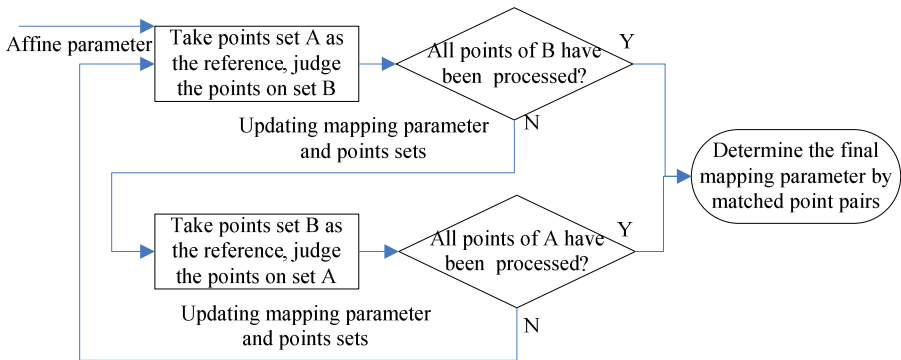 Affine parameter
Take points set A as
the reference, judge
the points on set B
All points of B have
been processed?
Y
N
Updating mapping parameter
and points sets
Take points set B as
the reference, judge
the points on set A
All points of A have
been processed?
Y
N
Updating mapping parameter
and points sets
Determine the final
mapping parameter by
matched point pairs